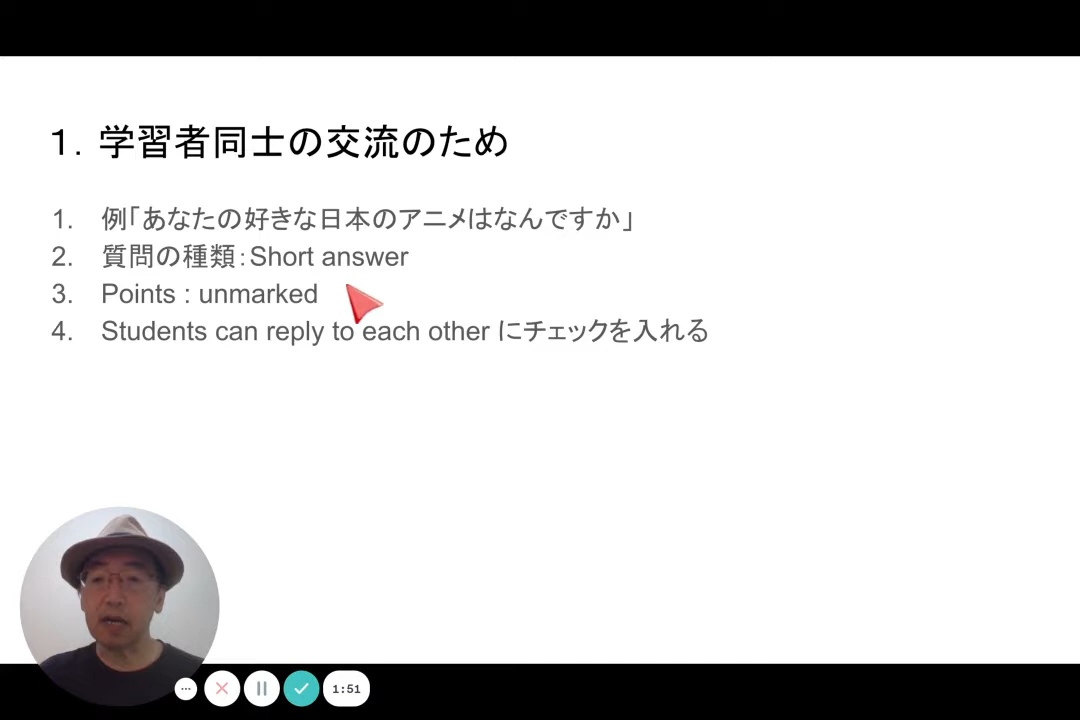 １．学習者同士の交流のため
1. 例「あなたの好きな日本のアニメはなんですか」
2. 質問の種類：Short answer
3. Points : unmarked
4. Students can reply to each other にチェックを入れる
1:51